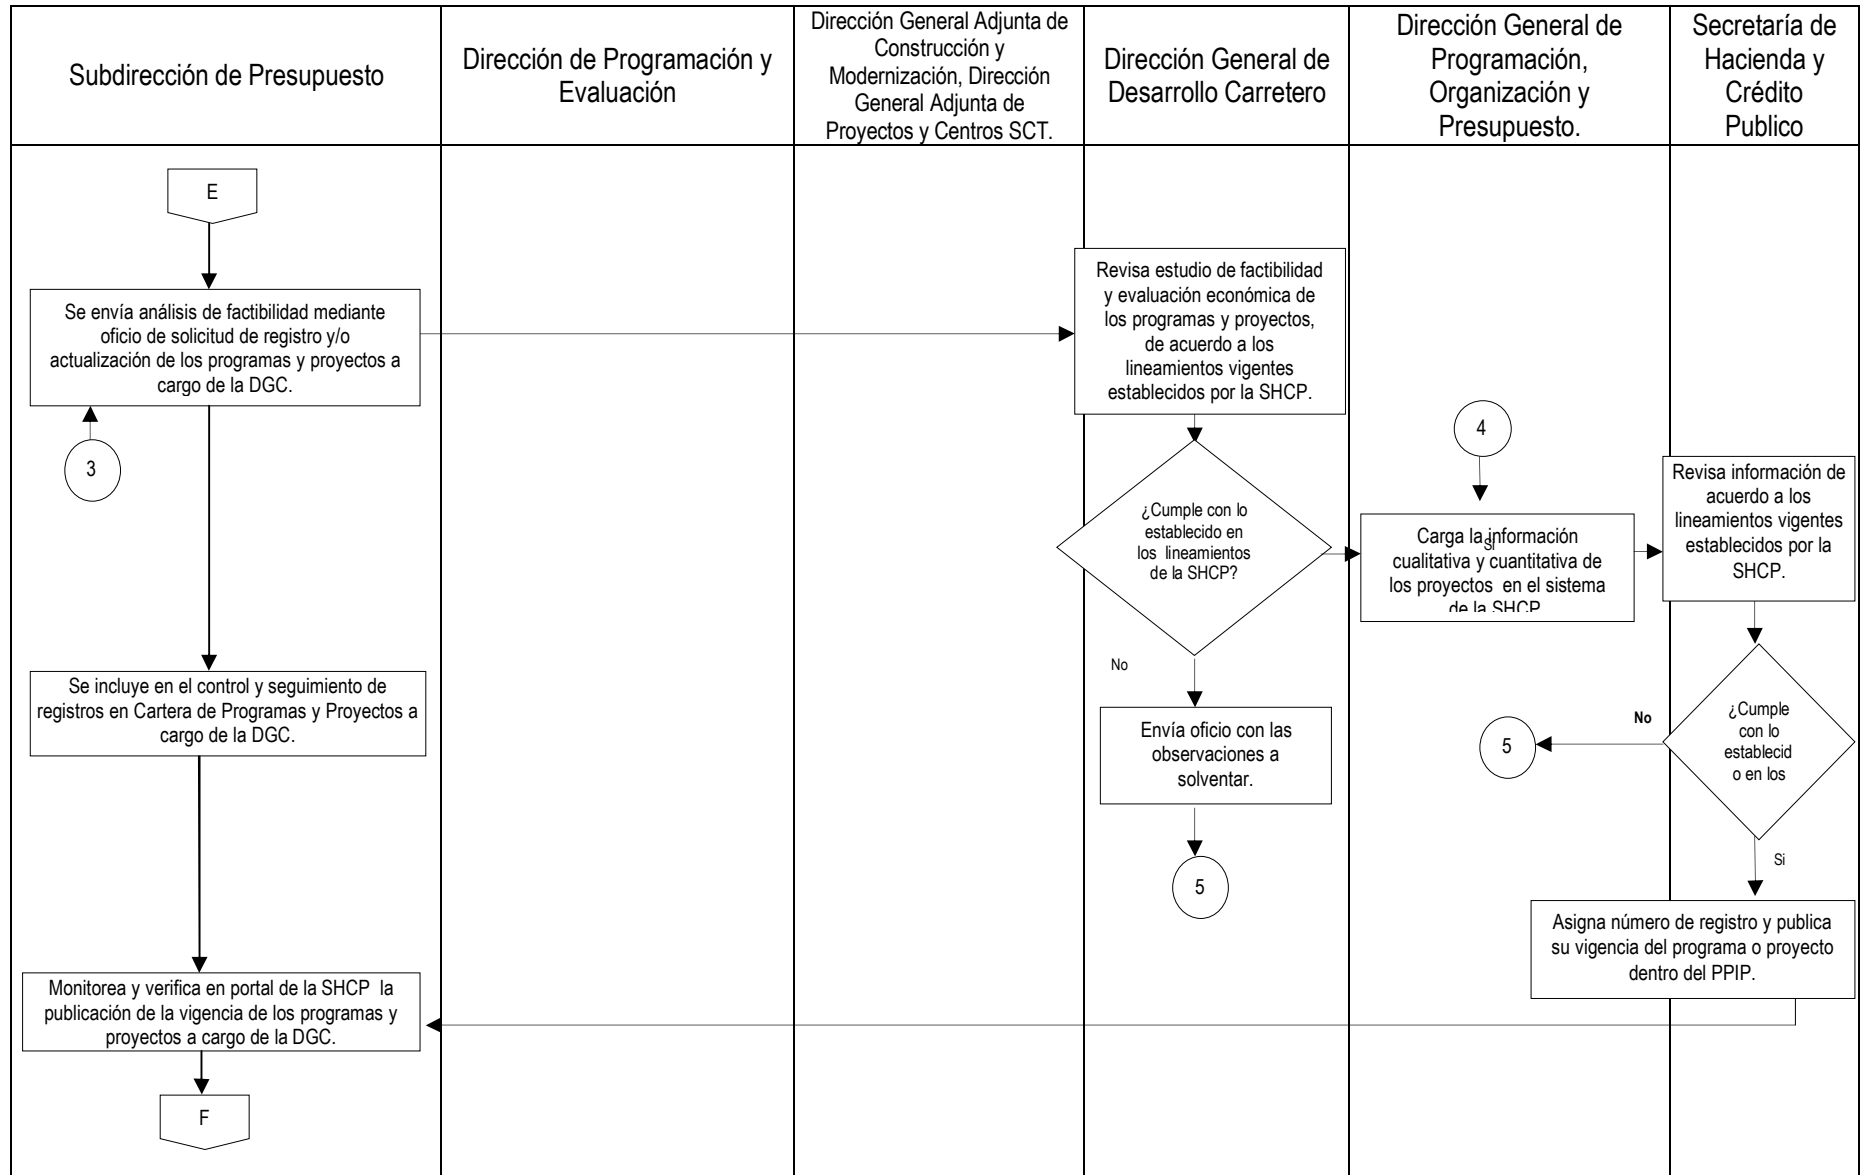 Subdirección de Presupuesto
Dirección de Programación y
Evaluación
Dirección General Adjunta de
Construcción y
Modernización, Dirección
General Adjunta de
Proyectos y Centros SCT.
Dirección General de
Desarrollo Carretero
Dirección General de
Programación,
Organización y
Presupuesto.
Secretaría de
Hacienda y
Crédito
Publico
E
Se envía análisis de factibilidad mediante
oficio de solicitud de registro y/o
actualización de los programas y proyectos a
cargo de la DGC.
3
Se incluye en el control y seguimiento de
registros en Cartera de Programas y Proyectos a
cargo de la DGC.
Monitorea y verifica en portal de la SHCP la
publicación de la vigencia de los programas y
proyectos a cargo de la DGC.
F
Revisa estudio de factibilidad
y evaluación económica de
los programas y proyectos,
de acuerdo a los
lineamientos vigentes
establecidos por la SHCP.
¿Cumple con lo
establecido en
los lineamientos
de la SHCP?
No
Envía oficio con las
observaciones a
solventar.
5
4
Si
Carga la información
cualitativa y cuantitativa de
los proyectos en el sistema
de la SHCP
Revisa información de
acuerdo a los
lineamientos vigentes
establecidos por la
SHCP.
¿Cumple
con lo
establecid
o en los
No
5
Si
Asigna número de registro y publica
su vigencia del programa o proyecto
dentro del PPIP.